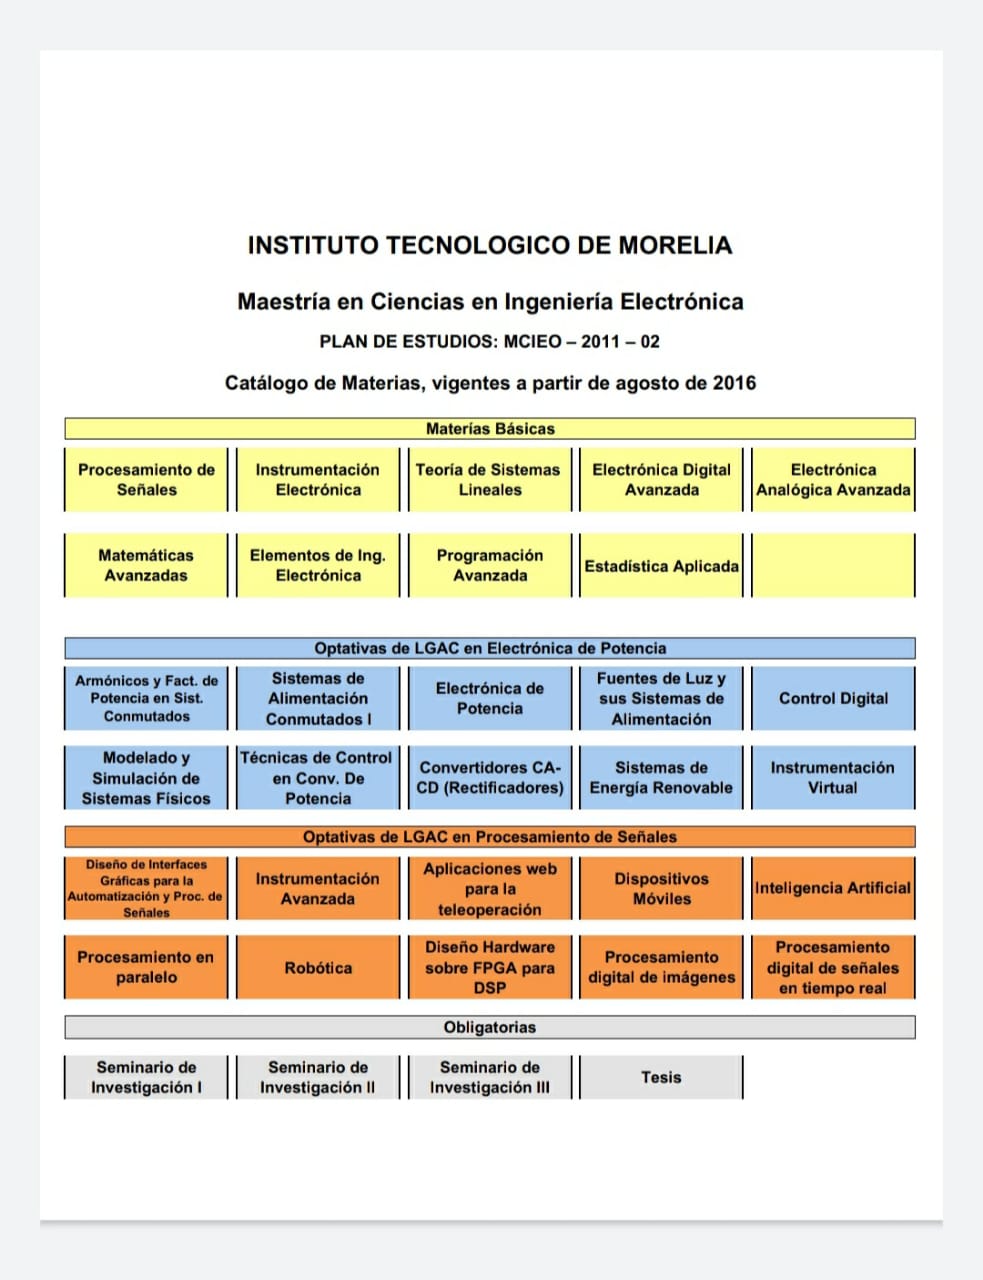 INSTITUTO TECNOLOGICO DE MORELIA
Maestría en Ciencias en Ingeniería Electrónica
PLAN DE ESTUDIOS: MCIEO – 2011 – 02
Catálogo de Materias, vigentes a partir de agosto de 2016
Materías Básicas
Procesamiento de
Señales
Instrumentación
Electrónica
Teoría de Sistemas
Lineales
Electrónica Digital
Avanzada
Electrónica
Analógica Avanzada
Matemáticas
Avanzadas
Elementos de Ing.
Electrónica
Programación
Avanzada
Estadística Aplicada
Optativas de LGAC en Electrónica de Potencia
Armónicos y Fact. de
Potencia en Sist.
Conmutados
Sistemas de
Alimentación
Conmutados I
Electrónica de
Potencia
Fuentes de Luz y
sus Sistemas de
Alimentación
Control Digital
Modelado y
Simulación de
Sistemas Físicos
Técnicas de Control
en Conv. De
Potencia
Convertidores CA-
CD (Rectificadores)
Sistemas de
Energía Renovable
Instrumentación
Virtual
Optativas de LGAC en Procesamiento de Señales
Diseño de Interfaces
Gráficas para la
Automatización y Proc. de
Señales
Instrumentación
Avanzada
Aplicaciones web
para la
teleoperación
Dispositivos
Móviles
Inteligencia Artificial
Procesamiento en
paralelo
Robótica
Diseño Hardware
sobre FPGA para
DSP
Procesamiento
digital de imágenes
Procesamiento
digital de señales
en tiempo real
Obligatorias
Seminario de
Investigación I
Seminario de
Investigación II
Seminario de
Investigación III
Tesis